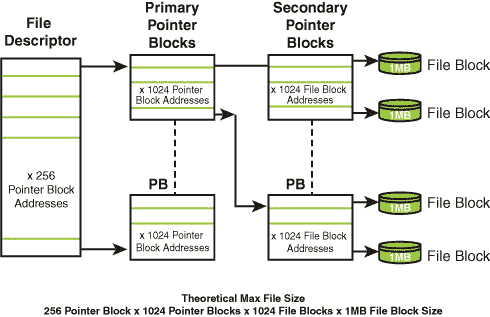 File
Descriptor
Primary
Pointer
Blocks
Secondary
Pointer
Blocks
x 256
Pointer Block
Addresses
x 1024 Pointer
Block Addresses
x 1024 File Block
Addresses
1MB
File Block
1MB
File Block
PB
x 1024 Pointer
Block Addresses
PB
x 1024 File Block
Addresses
1MB
File Block
1MB
File Block
Theoretical Max File Size
256 Pointer Block x 1024 Pointer Blocks x 1024 File Blocks x 1MB File Block Size